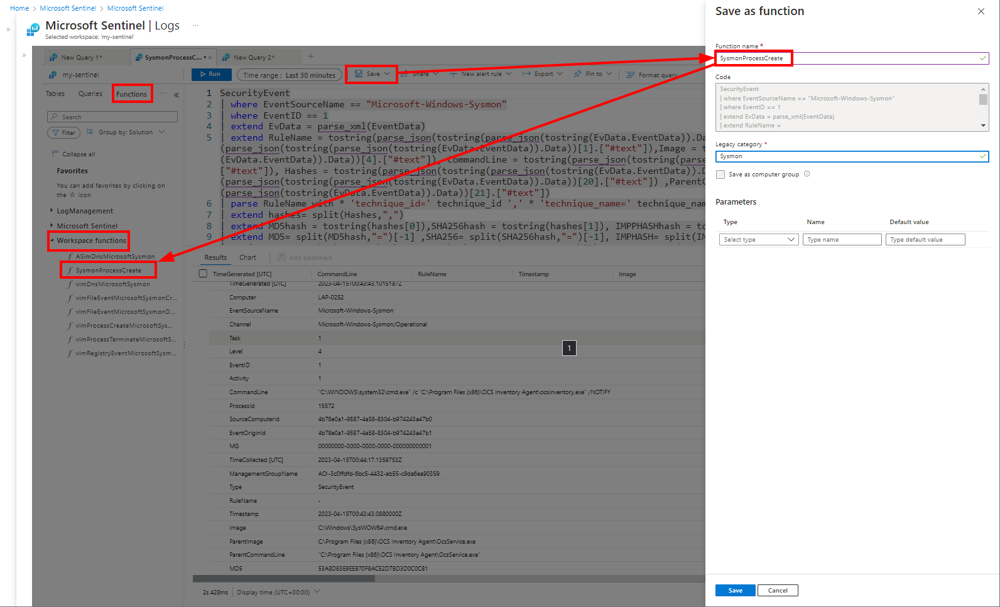 Home > Microsoft Sentinel > Microsoft Sentinel
Microsoft Sentinel | Logs ...
Selected workspace: 'my-sentinel'
New Query 1*
SysmonProcessC... *
New Query 2*
my-sentinel
Run
Time range : Last 30 minutes
Save
Share
New alert rule
Export
Pin to
Format query
Tables
Queries
Functions
...
Search
Filter
Group by: Solution
Collapse all
Favorites
You can add favorites by clicking on
the ☆ icon
LogManagement
Microsoft Sentinel
Workspace functions
ASimDnsMicrosoftSysmon
SysmonProcessCreate
vimDnsMicrosoftSysmon
vimFileEventMicrosoftSysmonCr...
vimFileEventMicrosoftSysmonD...
vimProcessCreateMicrosoftSys...
vimProcessTerminateMicrosoftS...
vimRegistryEventMicrosoftSysm...
1 SecurityEvent
2 | where EventSourceName == "Microsoft-Windows-Sysmon"
3 | where EventID == 1
4 | extend EvData = parse_xml(EventData)
5 | extend RuleName = tostring(parse_json(tostring(parse_json(tostring(EvData.EventData)).Da
(parse_json(tostring(parse_json(tostring(EvData.EventData)).Data))[1].["#text"]),Image = t
(EvData.EventData)).Data))[4].["#text"]), CommandLine = tostring(parse_json(tostring(parse
["#text"]), Hashes = tostring(parse_json(tostring(parse_json(tostring(EvData.EventData)).D
(parse_json(tostring(parse_json(tostring(EvData.EventData)).Data))[20].["#text"]) ,ParentC
(parse_json(tostring(parse_json(tostring(EvData.EventData)).Data))[21].["#text"])
6 | parse RuleName with * 'technique_id=' technique_id ',' * 'technique_name=' technique_nam
7 | extend hashes= split(Hashes,",")
8 | extend MD5hash = tostring(hashes[0]),SHA256hash = tostring(hashes[1]), IMPPHASHhash = to
9 | extend MD5= split(MD5hash,"=")[-1] ,SHA256= split(SHA256hash,"=")[-1], IMPHASH= split(IM
Results
Chart
Add bookmark
TimeGenerated [UTC] CommandLine RuleName Timestamp Image
TimeGenerated [UTC] 2023-04-15T00:43:43.1015187Z
Computer LAP-0252
EventSourceName Microsoft-Windows-Sysmon
Channel Microsoft-Windows-Sysmon/Operational
Task 1
Level 4
EventID 1
Activity 1
CommandLine "C:\WINDOWS\system32\cmd.exe" /c "C:\Program Files (x86)\OCS Inventory Agent\ocsinventory.exe" /NOTIFY
ProcessId 15572
SourceComputerId 4b78e0a1-9587-4a58-8304-b974243a47b0
EventOriginId 4b78e0a1-9587-4a58-8304-b974243a47b1
MG 00000000-0000-0000-0000-000000000001
TimeCollected [UTC] 2023-04-15T00:44:17.1359753Z
ManagementGroupName AOI-3c0ffdfd-6bc5-4432-ab55-c9da6ea90359
Type SecurityEvent
RuleName -
Timestamp 2023-04-15T00:43:43.0880000Z
Image C:\Windows\SysWOW64\cmd.exe
ParentImage C:\Program Files (x86)\OCS Inventory Agent\OcsService.exe
ParentCommandLine "C:\Program Files (x86)\OCS Inventory Agent\OcsService.exe"
MD5 53A8D83E9EEB70F8ACE2D7BD3D0C0C81
2s 428ms
Display time (UTC+00:00)
1
Save as function
Function name *
SysmonProcessCreate
Code
SecurityEvent
| where EventSourceName == "Microsoft-Windows-Sysmon"
| where EventID == 1
| extend EvData = parse_xml(EventData)
| extend RuleName =
Legacy category *
Sysmon
Save as computer group
Parameters
Type Name Default value
Select type Type name Type default value
Save Cancel